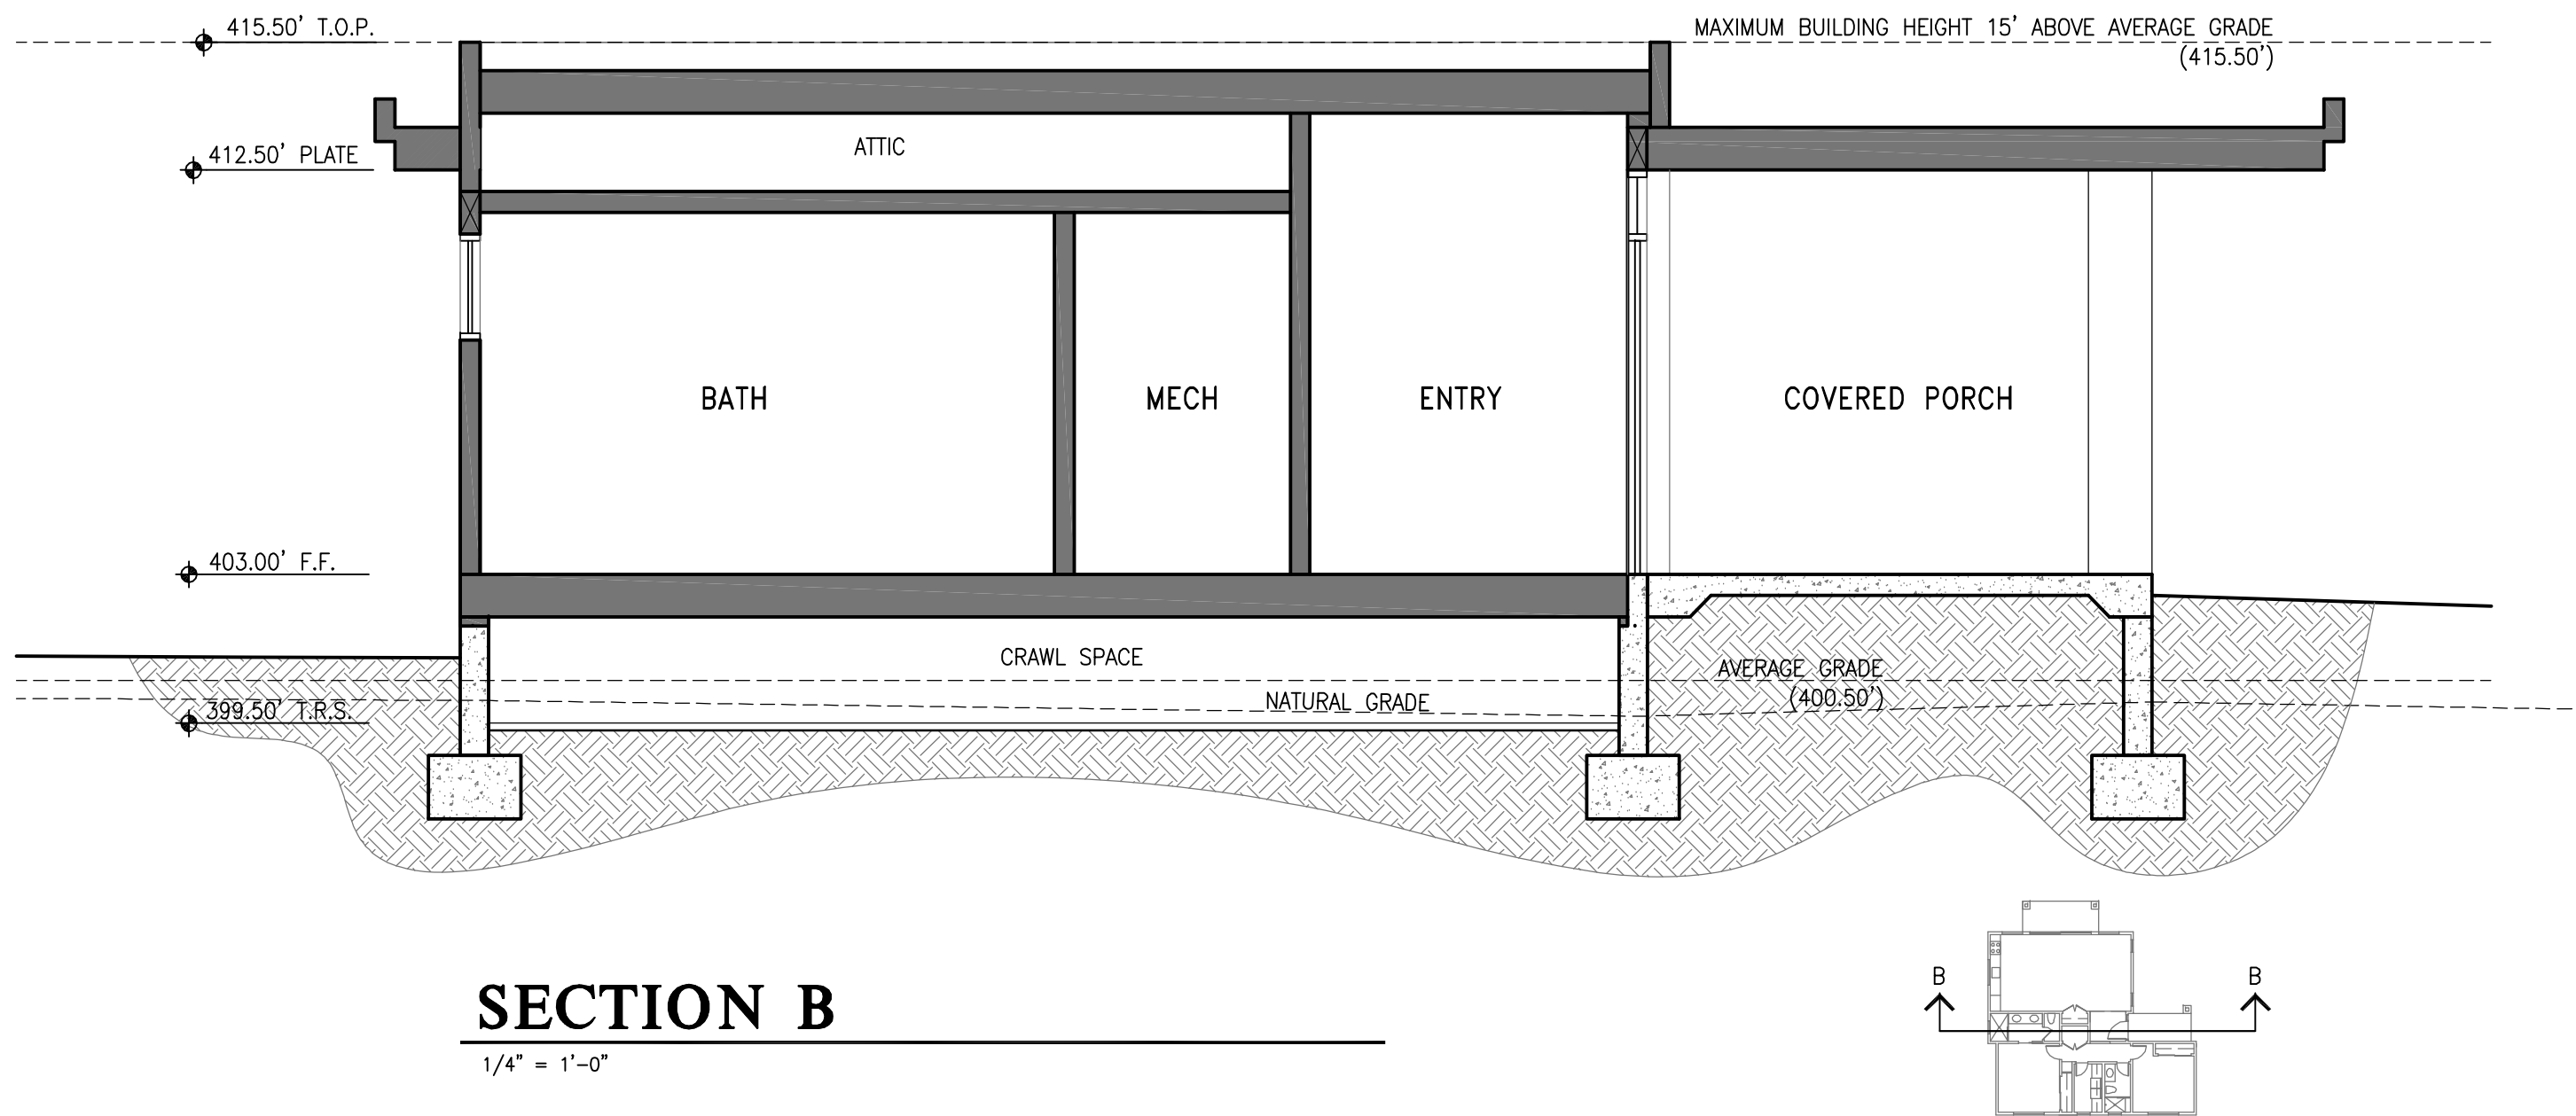 415.50' T.O.P.
MAXIMUM BUILDING HEIGHT 15' ABOVE AVERAGE GRADE
(415.50')
412.50' PLATE
ATTIC
BATH
MECH
ENTRY
COVERED PORCH
403.00' F.F.
CRAWL SPACE
AVERAGE GRADE
(400.50')
NATURAL GRADE
399.50' T.R.S.
B
B
SECTION B
1/4" = 1'-0"